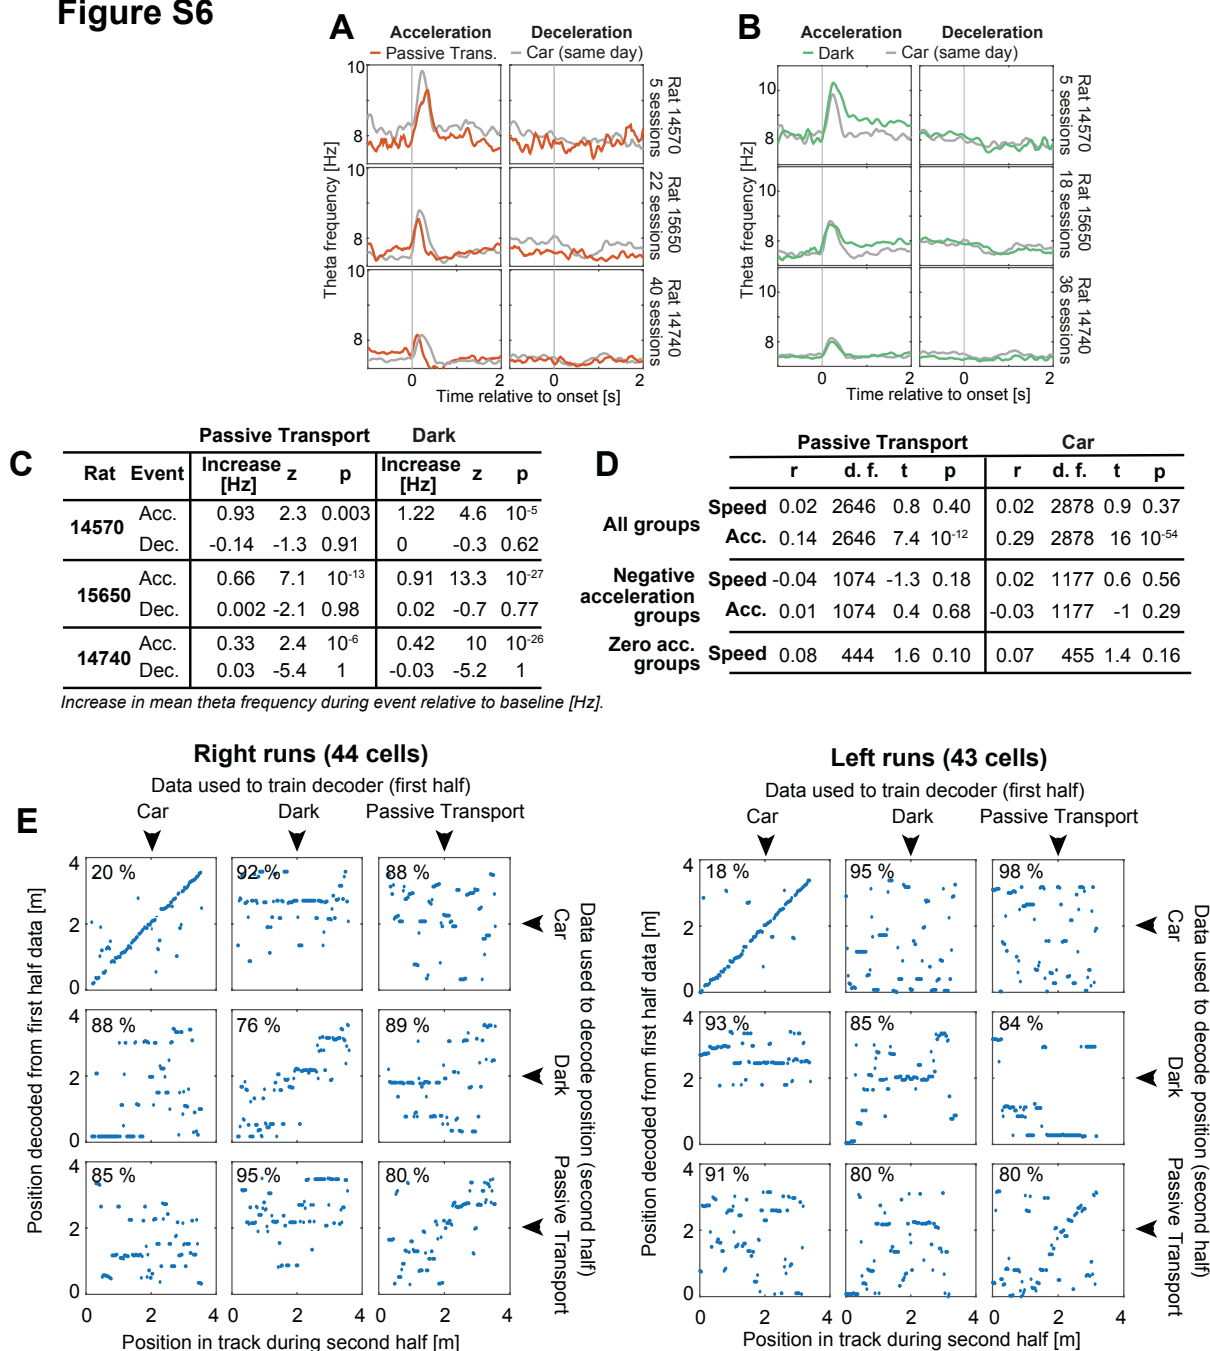 Figure S6
A
Acceleration
Deceleration
Passive Trans.
Car (same day)
Theta frequency [Hz]
10
8
10
8
10
8
Rat 14570
5 sessions
Rat 15650
22 sessions
Rat 14740
40 sessions
0
2
0
2
Time relative to onset [s]
B
Acceleration
Deceleration
Dark
Car (same day)
Theta frequency [Hz]
10
8
10
8
10
8
Rat 14570
5 sessions
Rat 15650
18 sessions
Rat 14740
36 sessions
0
2
0
2
Time relative to onset [s]
C
Passive Transport Dark
Rat Event Increase [Hz] z p Increase [Hz] z p
14570
Acc. 0.93 2.3 0.003 1.22 4.6 10-5
Dec. -0.14 -1.3 0.91 0 -0.3 0.62
15650
Acc. 0.66 7.1 10-13 0.91 13.3 10-27
Dec. 0.002 -2.1 0.98 0.02 -0.7 0.77
14740
Acc. 0.33 2.4 10-6 0.42 10 10-26
Dec. 0.03 -5.4 1 -0.03 -5.2 1
Increase in mean theta frequency during event relative to baseline [Hz].
D
Passive Transport Car
r d. f. t p r d. f. t p
All groups
Speed 0.02 2646 0.8 0.40 0.02 2878 0.9 0.37
Acc. 0.14 2646 7.4 10-12 0.29 2878 16 10-54
Negative
acceleration
groups
Speed -0.04 1074 -1.3 0.18 0.02 1177 0.6 0.56
Acc. 0.01 1074 0.4 0.68 -0.03 1177 -1 0.29
Zero acc.
groups
Speed 0.08 444 1.6 0.10 0.07 455 1.4 0.16
E
Right runs (44 cells)
Data used to train decoder (first half)
Car Dark Passive Transport
Position decoded from first half data [m]
4
2
0
20 % 92 % 88 %
4
2
0
88 % 76 % 89 %
4
2
0
85 % 95 % 80 %
0 2 4 0 2 4 0 2 4
Position in track during second half [m]
Car
Dark
Passive Transport
Data used to decode position (second half)
Left runs (43 cells)
Data used to train decoder (first half)
Car Dark Passive Transport
Position decoded from first half data [m]
4
2
0
18 % 95 % 98 %
4
2
0
93 % 85 % 84 %
4
2
0
91 % 80 % 80 %
0 2 4 0 2 4 0 2 4
Position in track during second half [m]
Car
Dark
Passive Transport
Data used to decode position (second half)